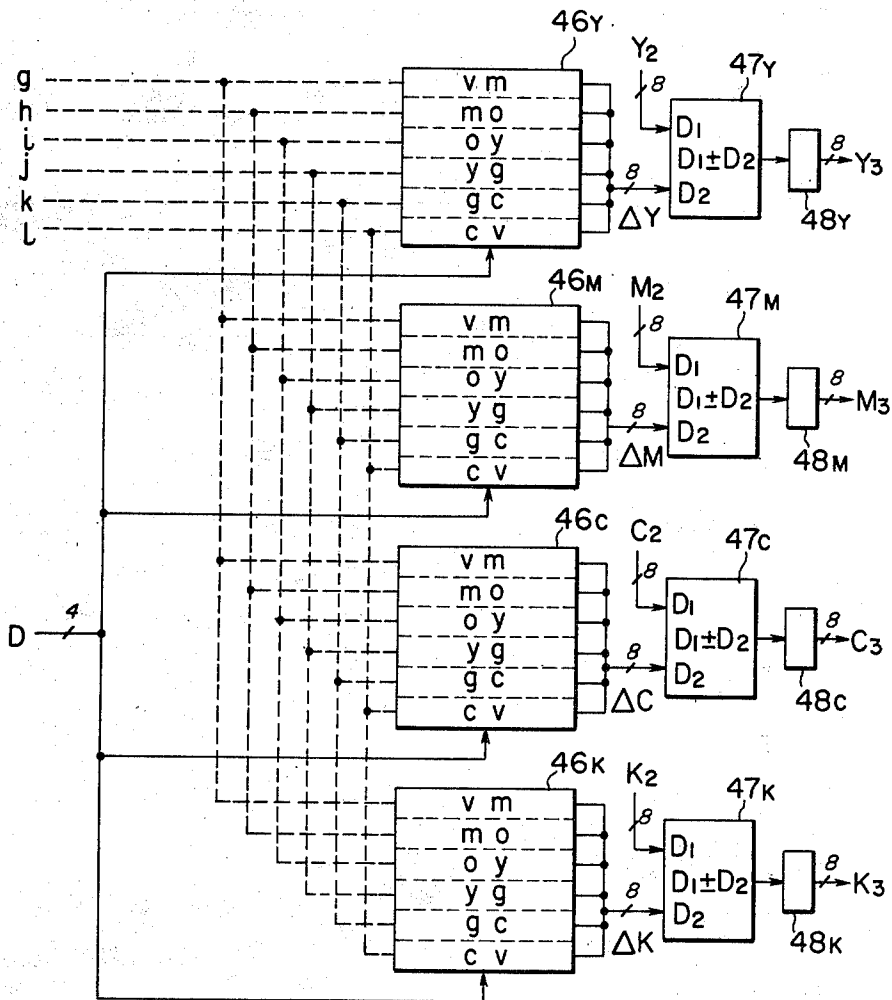 46Y
Y2
47Y
g
h
i
j
k
l
v m
m o
o y
y g
g c
c v
8
D1
D1±D2
D2
8
ΔY
8
Y3
48Y
46M
M2
47M
v m
m o
o y
y g
g c
c v
8
D1
D1±D2
D2
8
ΔM
8
M3
48M
46C
C2
47C
v m
m o
o y
y g
g c
c v
8
D1
D1±D2
D2
8
ΔC
8
C3
48C
D
4
46K
K2
47K
v m
m o
o y
y g
g c
c v
8
D1
D1±D2
D2
8
ΔK
8
K3
48K